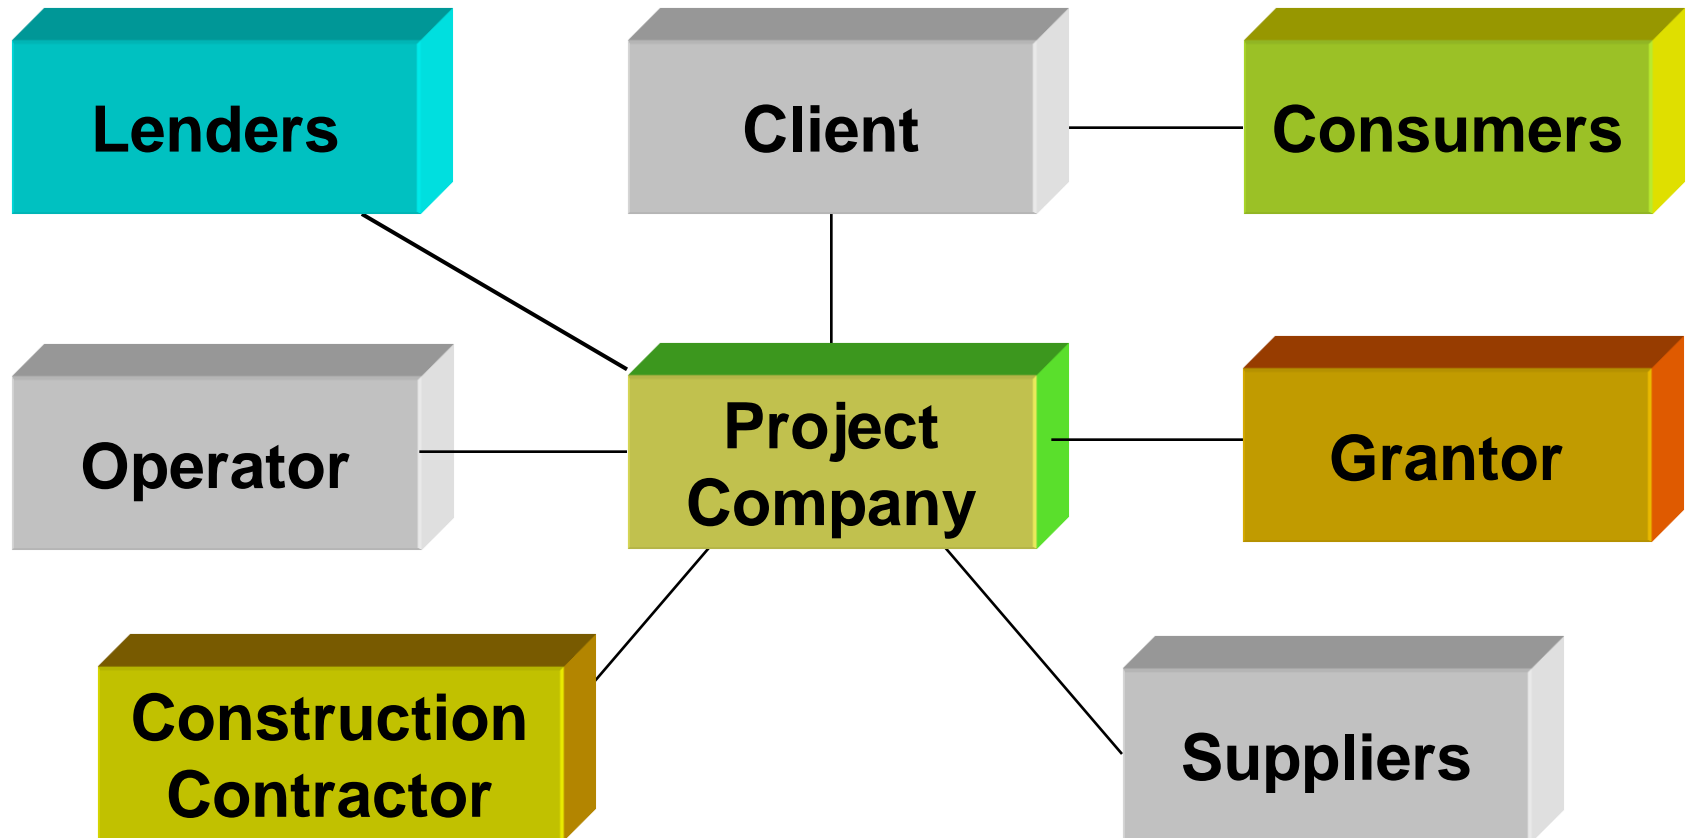 Lenders
Client
Consumers
Operator
Project
Company
Grantor
Construction
Contractor
Suppliers